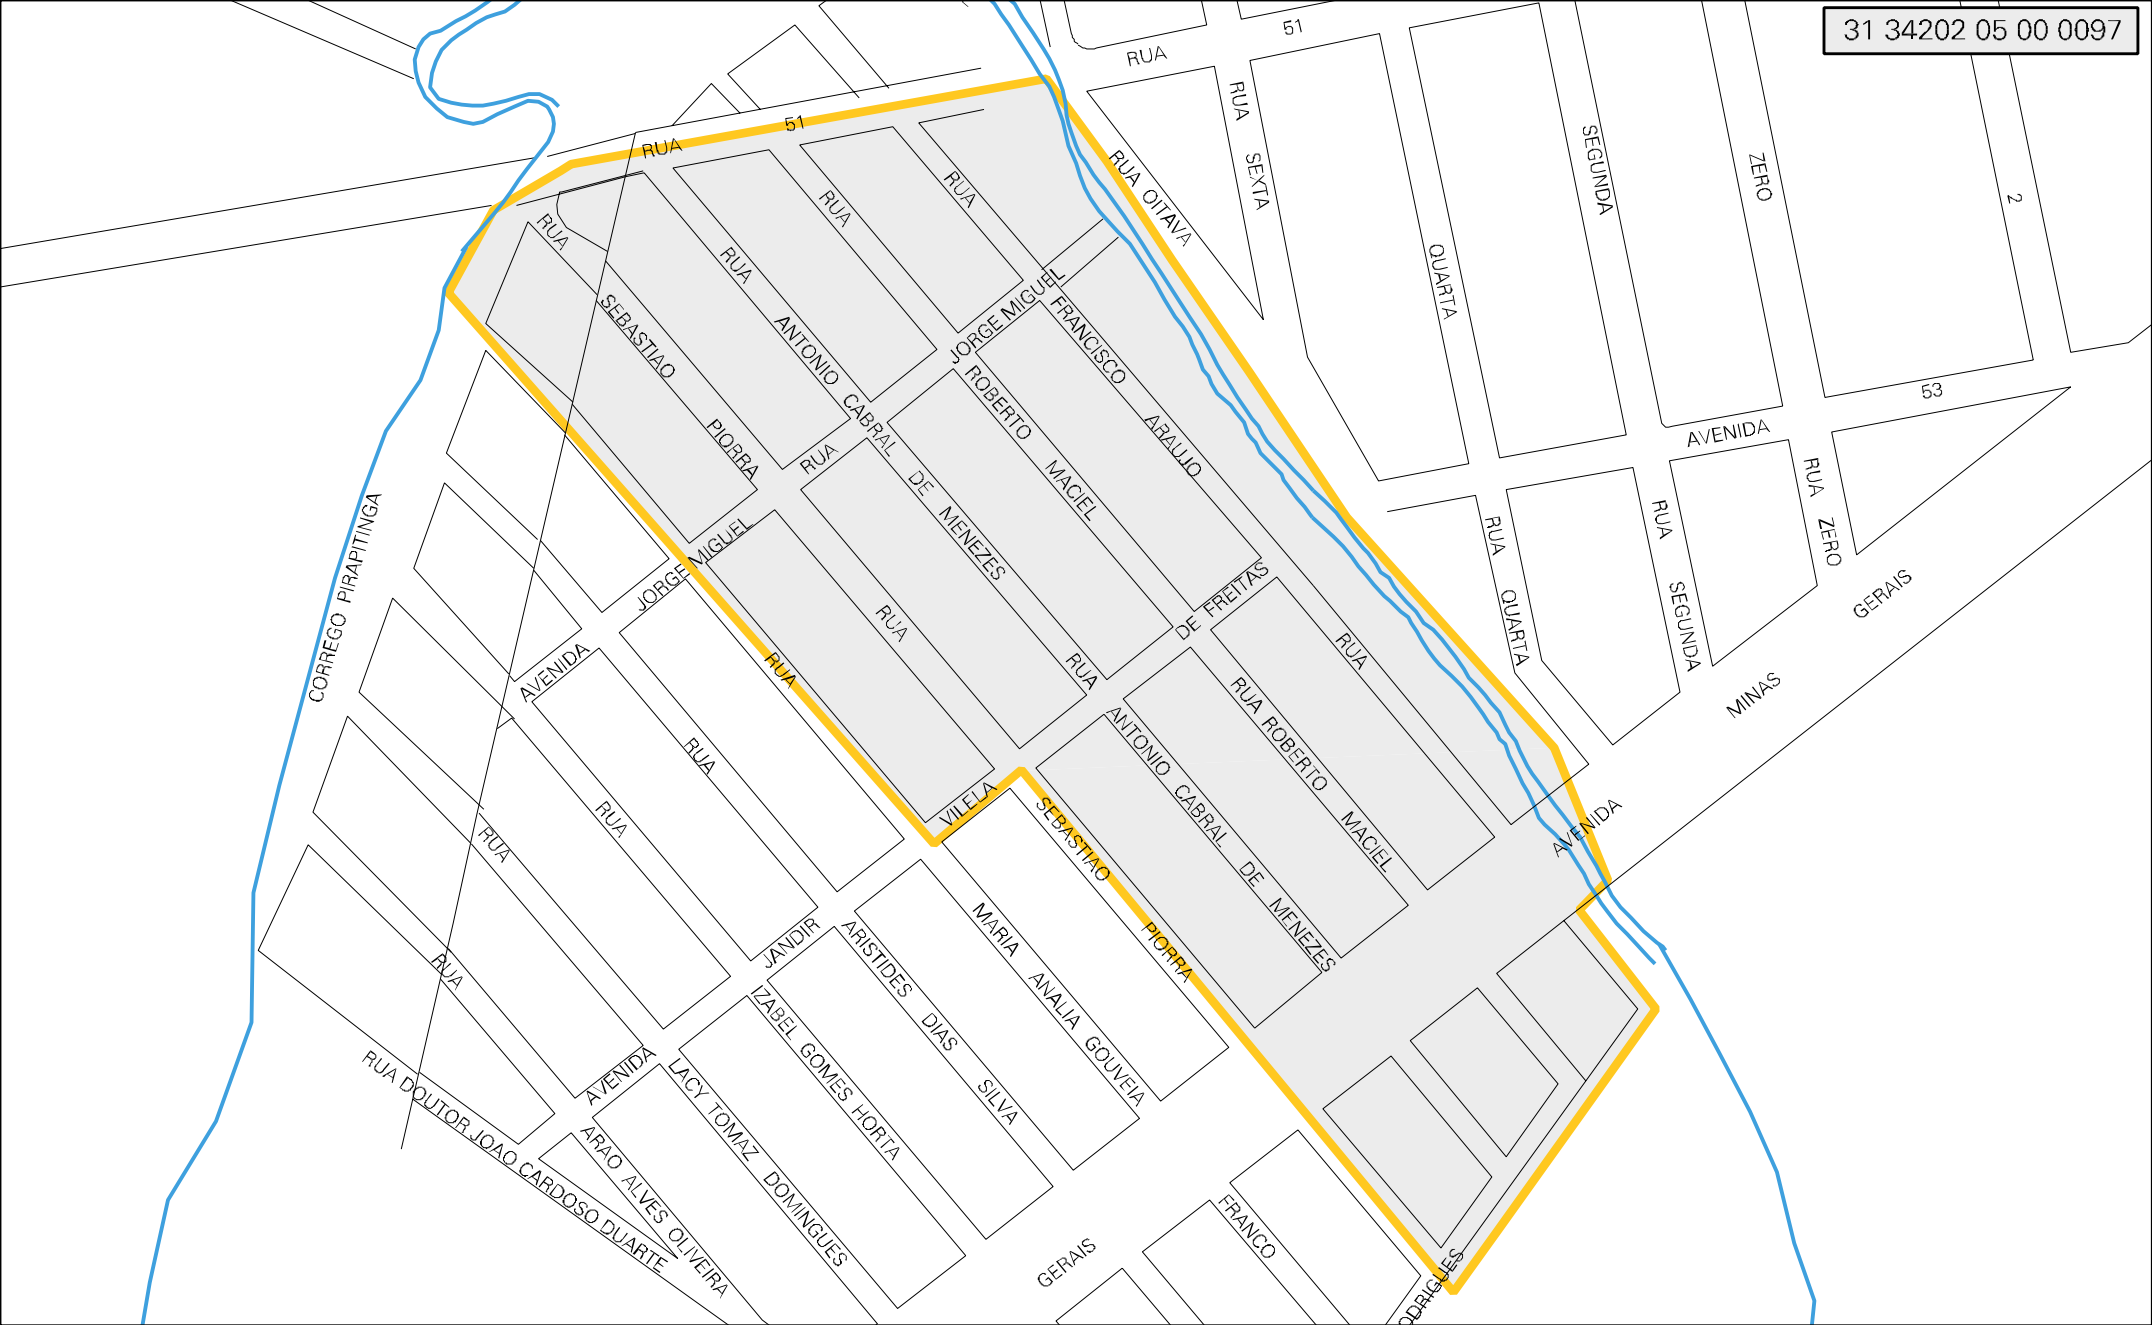 31 34202 05 00 0097
RUA 51
RUA 51
RUA SEXTA
RUA OITAVA
QUARTA
SEGUNDA
ZERO
2
AVENIDA 53
RUA ZERO
RUA SEGUNDA
RUA QUARTA
AVENIDA MINAS GERAIS
RUA SEBASTIAO PIORRA
RUA ANTONIO CABRAL DE MENEZES
RUA ROBERTO MACIEL
RUA FRANCISCO ARAUJO
RUA JORGE MIGUEL
AVENIDA JORGE MIGUEL
CORREGO PIRAPITINGA
DE FREITAS
RUA
RUA ROBERTO MACIEL
RUA ANTONIO CABRAL DE MENEZES
RUA SEBASTIAO PIORRA
RUA MARIA ANALIA GOUVEIA
RUA ARISTIDES DIAS SILVA
RUA IZABEL GOMES HORTA
RUA LACY TOMAZ DOMINGUES
RUA ARAO ALVES OLIVEIRA
AVENIDA JANDIR VILELA
RUA DOUTOR JOAO CARDOSO DUARTE
GERAIS
FRANCO
ODRIGUES